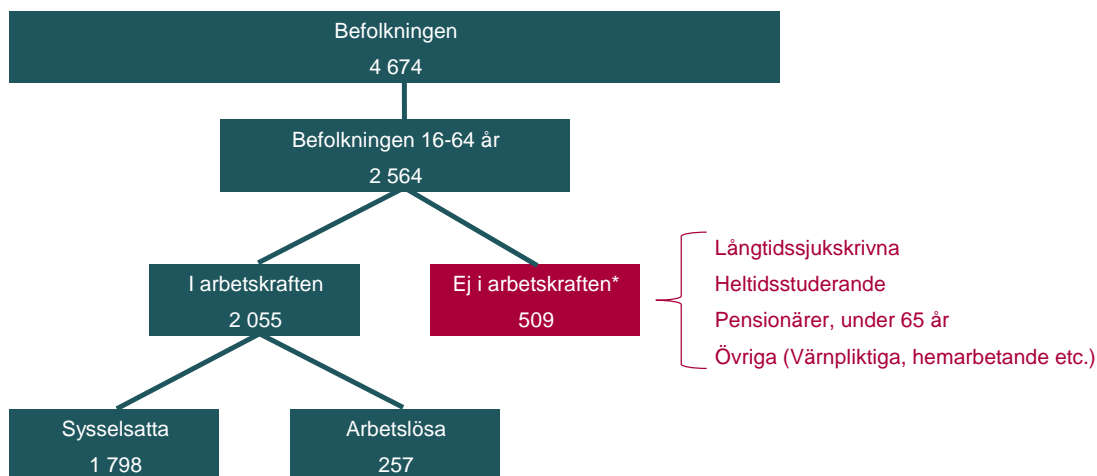 Befolkningen
4 674
Befolkningen 16-64 år
2 564
I arbetskraften
2 055
Ej i arbetskraften*
509
Långtidssjukskrivna
Heltidsstuderande
Pensionärer, under 65 år
Övriga (Värnpliktiga, hemarbetande etc.)
Sysselsatta
1 798
Arbetslösa
257